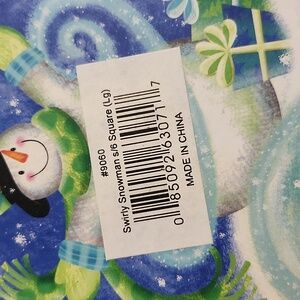 #9060
Swirly Snowman s/6 Square (Lg)
0 85092 63071 7
MADE IN CHINA